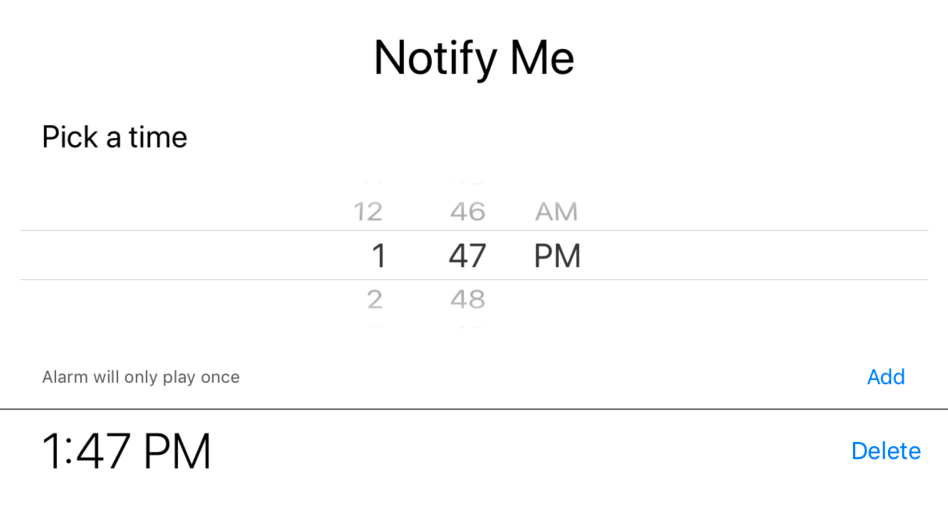 Notify Me
Pick a time
12 46 AM
1 47 PM
2 48
Alarm will only play once Add
1:47 PM Delete